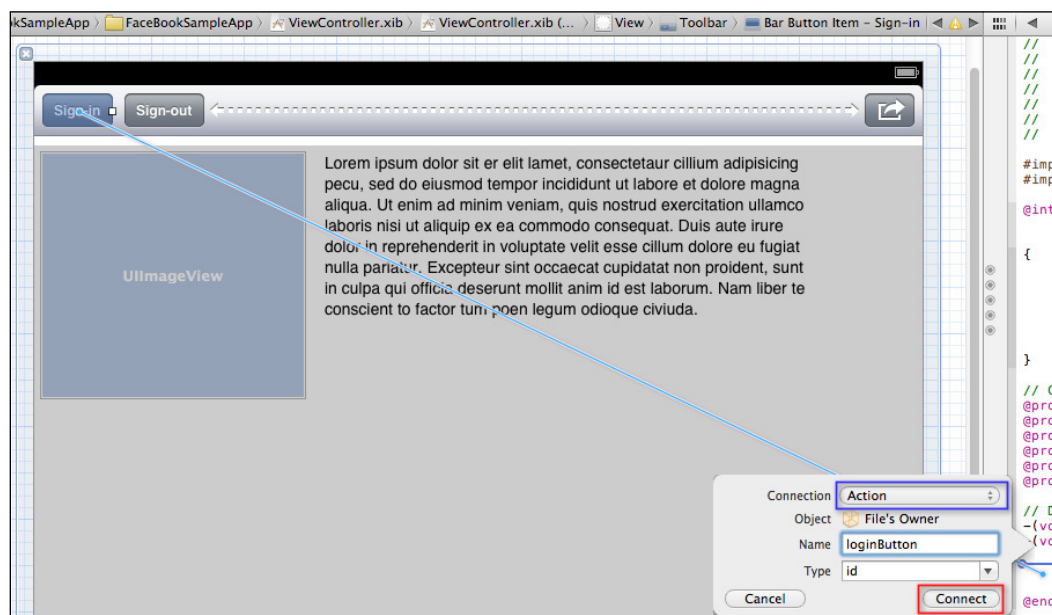 kSampleApp FaceBookSampleApp ViewController.xib ViewController.xib (... View Toolbar Bar Button Item – Sign-in
Sign-in Sign-out
Lorem ipsum dolor sit er elit lamet, consectetaur cillium adipisicing
pecu, sed do eiusmod tempor incididunt ut labore et dolore magna
aliqua. Ut enim ad minim veniam, quis nostrud exercitation ullamco
laboris nisi ut aliquip ex ea commodo consequat. Duis aute irure
dolor in reprehenderit in voluptate velit esse cillum dolore eu fugiat
nulla pariatur. Excepteur sint occaecat cupidatat non proident, sunt
in culpa qui officia deserunt mollit anim id est laborum. Nam liber te
conscient to factor tum poen legum odioque civiuda.
UIImageView
//
//
//
//
//
//
//
#imp
#imp
@int
{
}
// C
@pro
@pro
@pro
@pro
@pro
@pro
// D
-(vo
-(vo
@end
Connection Action
Object File's Owner
Name loginButton
Type id
Cancel Connect